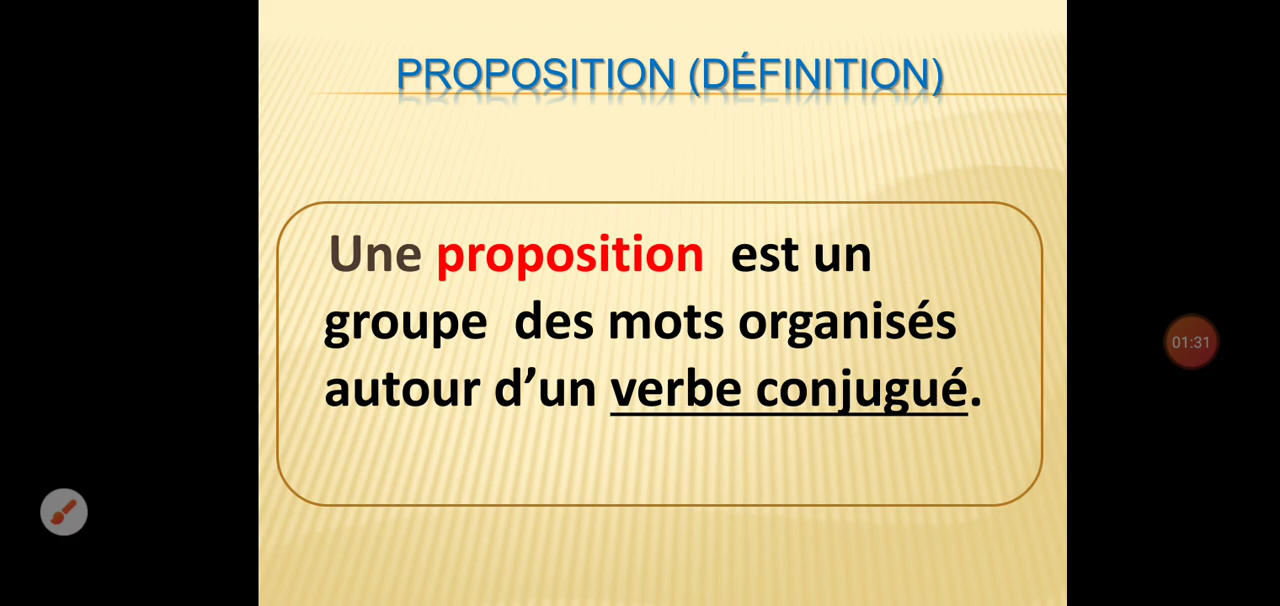 PROPOSITION (DÉFINITION)
Une proposition est un
groupe des mots organisés
autour d’un verbe conjugué.
01:31